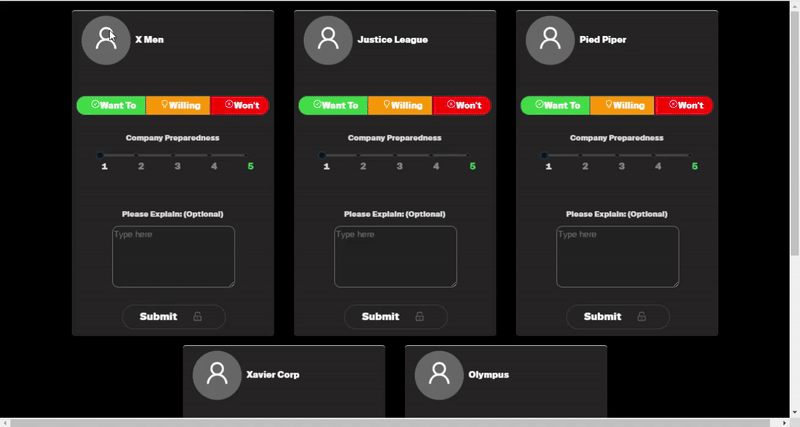 X Men
Justice League
Pied Piper
Want To Willing Won't
Want To Willing Won't
Want To Willing Won't
Company Preparedness
Company Preparedness
Company Preparedness
1 2 3 4 5
1 2 3 4 5
1 2 3 4 5
Please Explain: (Optional)
Please Explain: (Optional)
Please Explain: (Optional)
Type here
Type here
Type here
Submit
Submit
Submit
Xavier Corp
Olympus